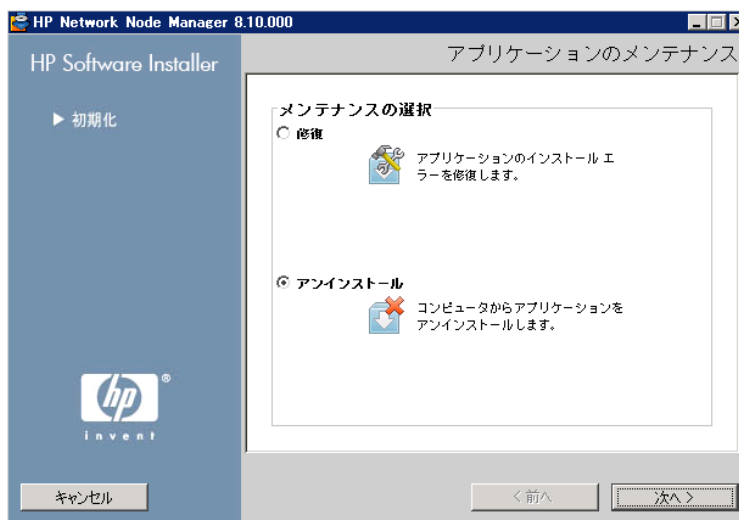 HP Network Node Manager 8.10.000
HP Software Installer
アプリケーションのメンテナンス
▶ 初期化
メンテナンスの選択
修復
アプリケーションのインストール エ
ラーを修復します。
アンインストール
コンピュータからアプリケーションを
アンインストールします。
hp
®
invent
キャンセル
< 前へ
次へ >